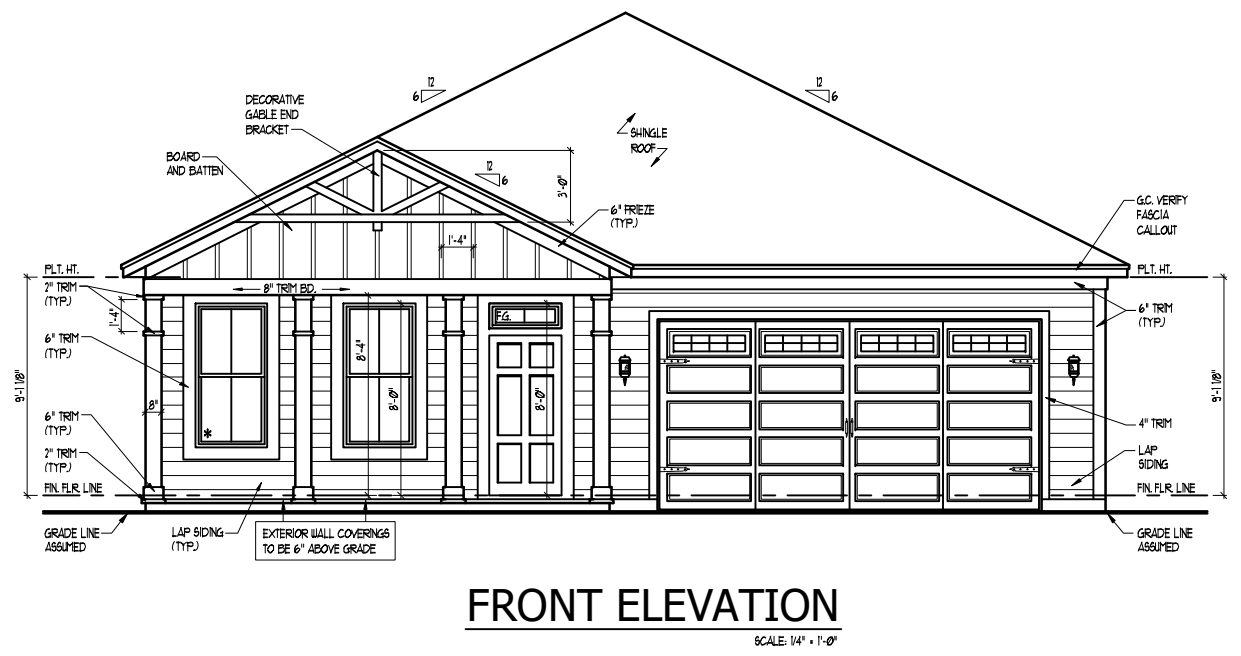 12
6
12
6
DECORATIVE
GABLE END
BRACKET
SHINGLE
ROOF
BOARD
AND BATTEN
12
6
3'-0"
6" FRIEZE
(TYP.)
G.C. VERIFY
FASCIA
CALLOUT
1'-4"
PLT. HT.
PLT. HT.
2" TRIM
(TYP.)
8" TRIM BD.
1'-4"
F.G.
6" TRIM
(TYP.)
6" TRIM
(TYP.)
8'-4"
8'-0"
8'-0"
9'-1 1/8"
9'-1 1/8"
8"
6" TRIM
(TYP.)
*
4" TRIM
2" TRIM
(TYP.)
LAP
SIDING
FIN. FLR. LINE
FIN. FLR. LINE
GRADE LINE
ASSUMED
LAP SIDING
(TYP.)
EXTERIOR WALL COVERINGS
TO BE 6" ABOVE GRADE
GRADE LINE
ASSUMED
FRONT ELEVATION
SCALE: 1/4" = 1'-0"